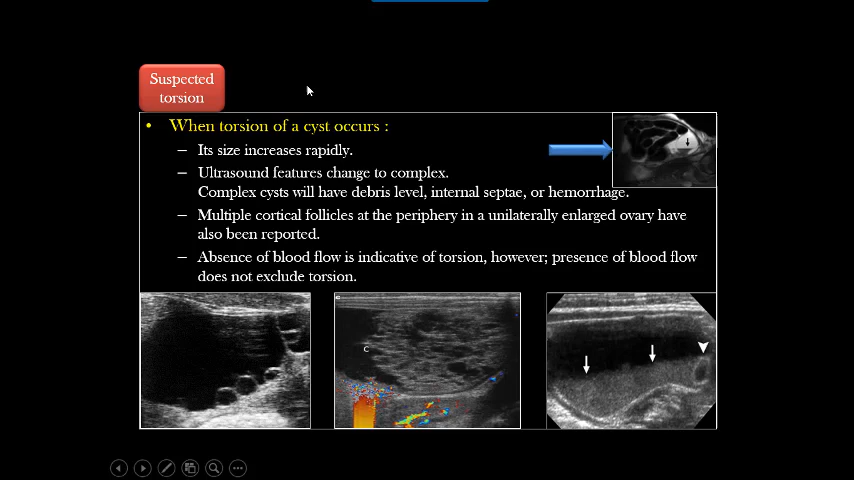 Suspected
torsion
• When torsion of a cyst occurs :
– Its size increases rapidly.
– Ultrasound features change to complex.
Complex cysts will have debris level, internal septae, or hemorrhage.
– Multiple cortical follicles at the periphery in a unilaterally enlarged ovary have
also been reported.
– Absence of blood flow is indicative of torsion, however; presence of blood flow
does not exclude torsion.
C